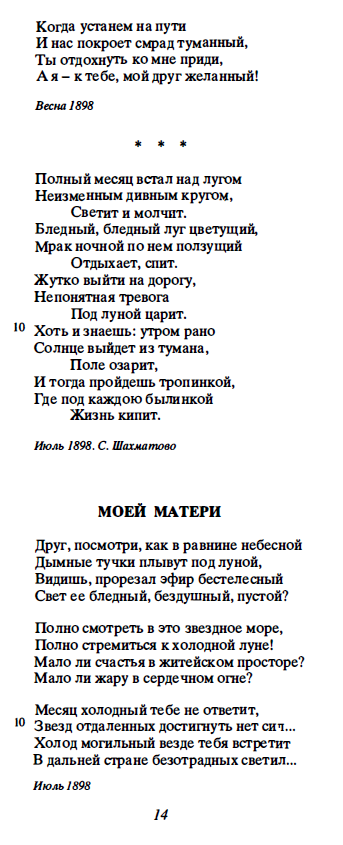 Когда устанем на пути
И нас покроет смрад туманный,
Ты отдохнуть ко мне приди,
А я – к тебе, мой друг желанный!
Весна 1898
* * *
Полный месяц встал над лугом
Неизменным дивным кругом,
Светит и молчит.
Бледный, бледный луг цветущий,
Мрак ночной по нем ползущий
Отдыхает, спит.
Жутко выйти на дорогу,
Непонятная тревога
Под луной царит.
10 Хоть и знаешь: утром рано
Солнце выйдет из тумана,
Поле озарит,
И тогда пройдешь тропинкой,
Где под каждою былинкой
Жизнь кипит.
Июль 1898. С. Шахматово
МОЕЙ МАТЕРИ
Друг, посмотри, как в равнине небесной
Дымные тучки плывут под луной,
Видишь, прорезал эфир бестелесный
Свет ее бледный, бездушный, пустой?
Полно смотреть в это звездное море,
Полно стремиться к холодной луне!
Мало ли счастья в житейском просторе?
Мало ли жару в сердечном огне?
Месяц холодный тебе не ответит,
10 Звезд отдаленных достигнуть нет сил...
Холод могильный везде тебя встретит
В дальней стране безотрадных светил...
Июль 1898
14